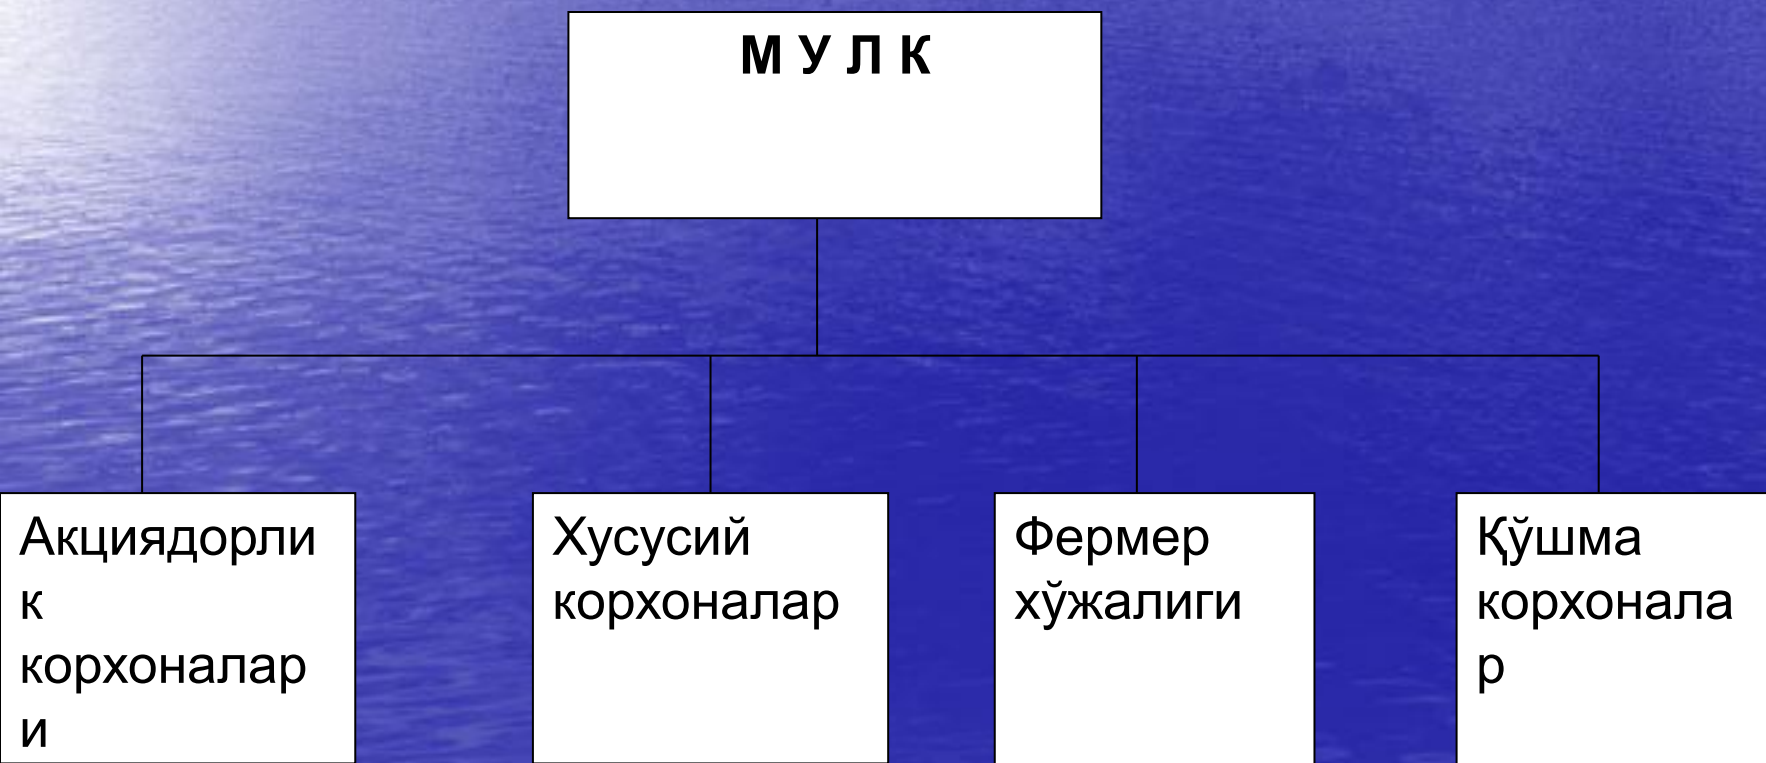 М У Л К
Акциядорли
к
корхоналар
и
Хусусий
корхоналар
Фермер
хўжалиги
Қўшма
корхонала
р